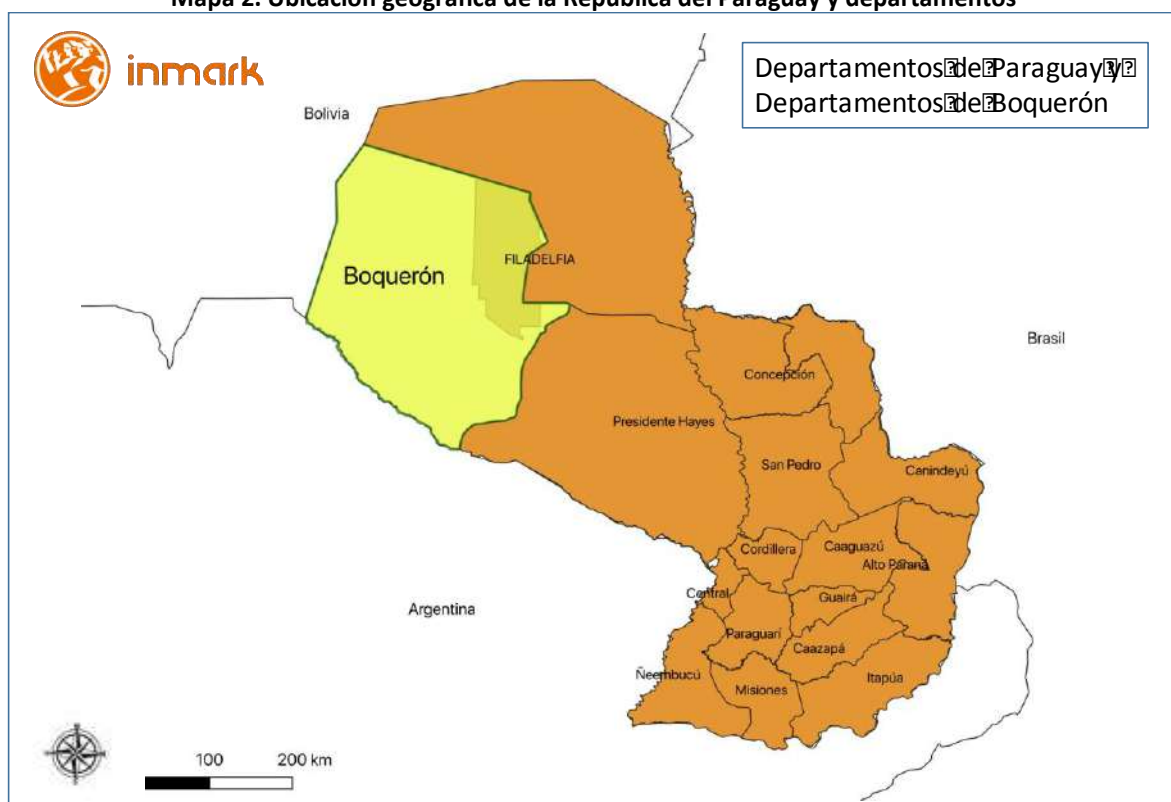 Mapa 2. Ubicación geográfica de la República del Paraguay y departamentos
inmark
Departamentos de Paraguay y
Departamentos de Boquerón
Bolivia
FILADELFIA
Boquerón
Brasil
Concepción
Presidente Hayes
San Pedro
Canindeyú
Cordillera
Caaguazú
Alto Paraná
Central
Guairá
Argentina
Paraguarí
Caazapá
Ñeembucú
Itapúa
Misiones
100 200 km